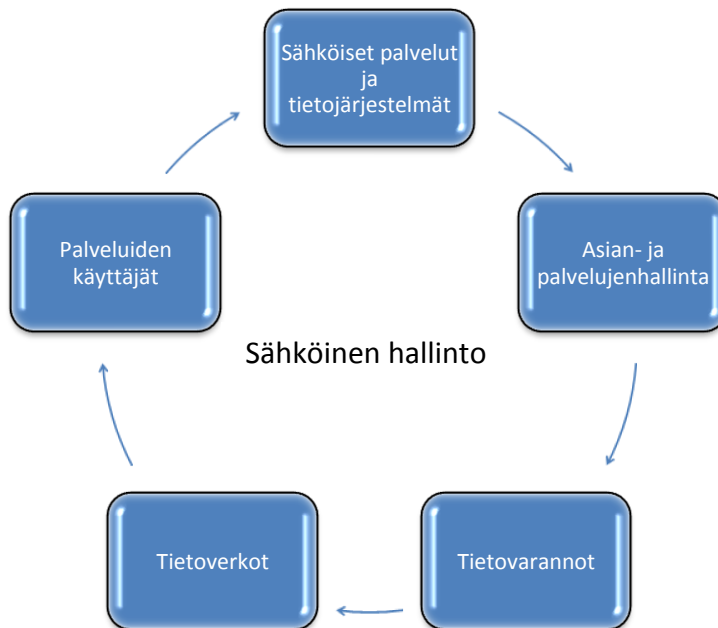 Sähköiset palvelut
ja
tietojärjestelmät
Palveluiden
käyttäjät
Asian- ja
palvelujenhallinta
Sähköinen hallinto
Tietoverkot
Tietovarannot